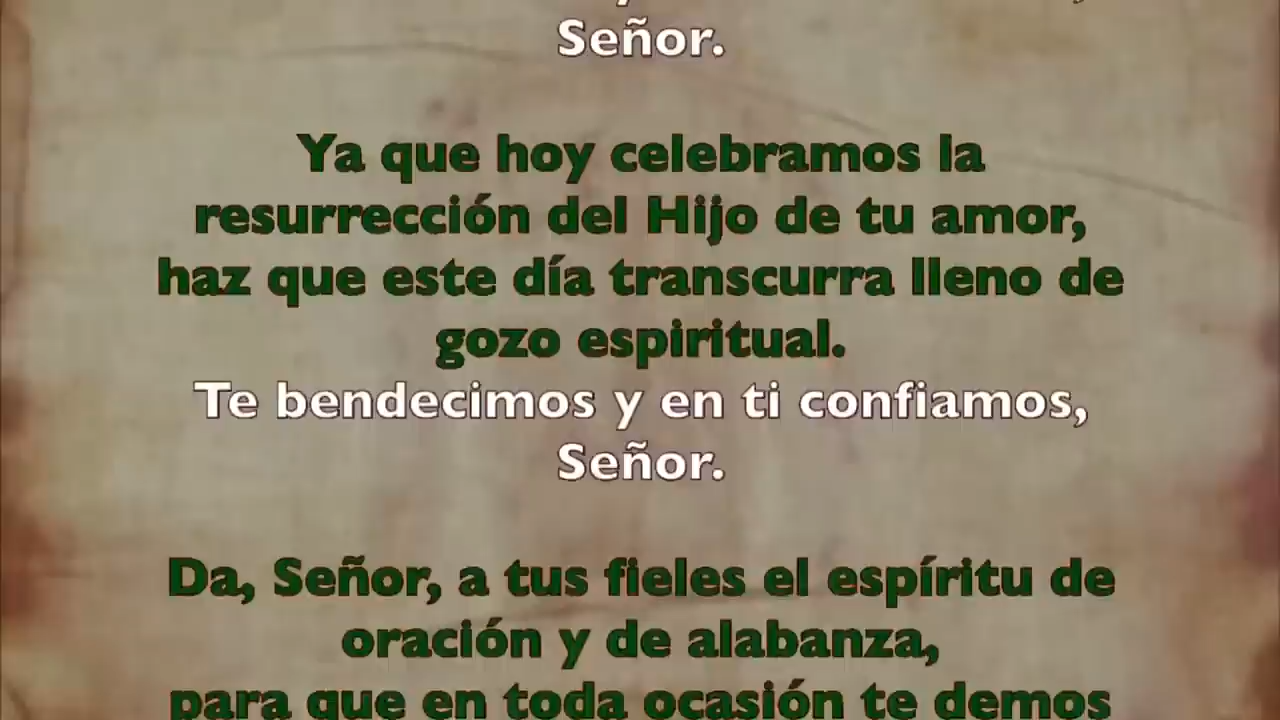 Señor.
Ya que hoy celebramos la
resurrección del Hijo de tu amor,
haz que este día transcurra lleno de
gozo espiritual.
Te bendecimos y en ti confiamos,
Señor.
Da, Señor, a tus fieles el espíritu de
oración y de alabanza,
para que en toda ocasión te demos